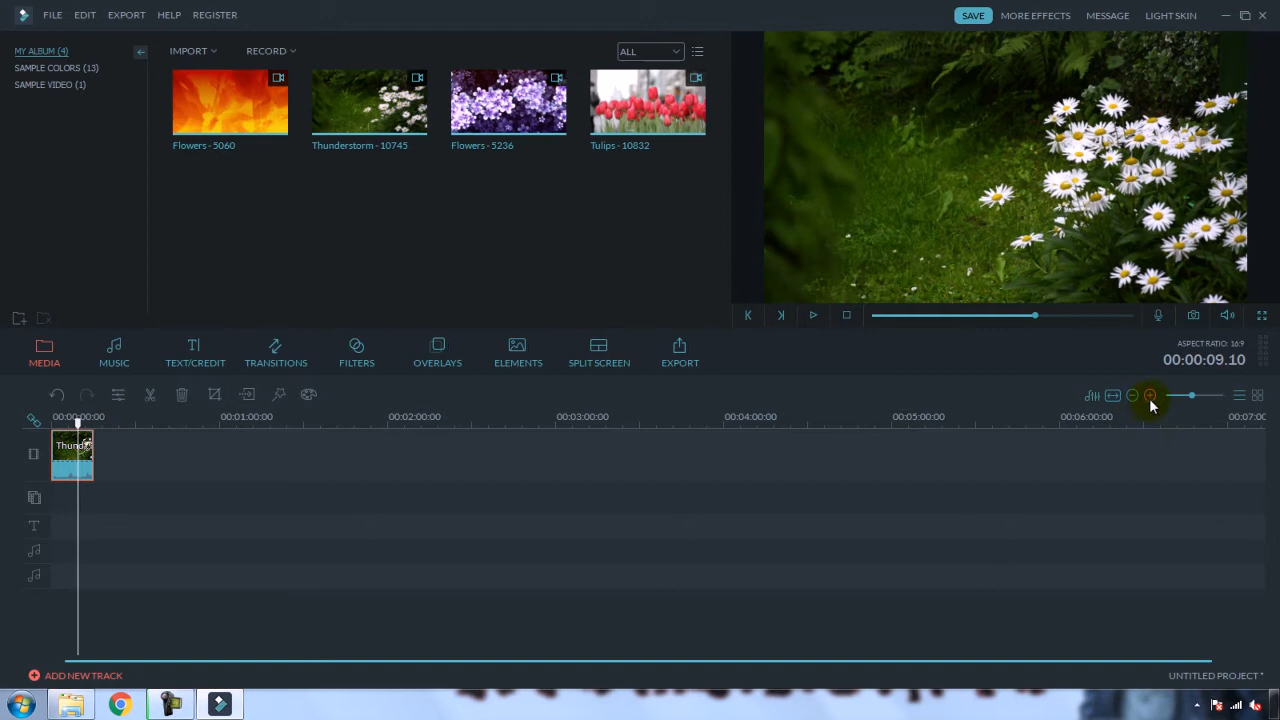 FILE EDIT EXPORT HELP REGISTER SAVE MORE EFFECTS MESSAGE LIGHT SKIN
MY ALBUM (4)
SAMPLE COLORS (13)
SAMPLE VIDEO (1)
IMPORT RECORD ALL
Flowers - 5060 Thunderstorm - 10745 Flowers - 5236 Tulips - 10832
MEDIA MUSIC TEXT/CREDIT TRANSITIONS FILTERS OVERLAYS ELEMENTS SPLIT SCREEN EXPORT
ASPECT RATIO: 16:9
00:00:09.10
00:00:00:00 00:01:00:00 00:02:00:00 00:03:00:00 00:04:00:00 00:05:00:00 00:06:00:00 00:07:0
Thund
ADD NEW TRACK
UNTITLED PROJECT *